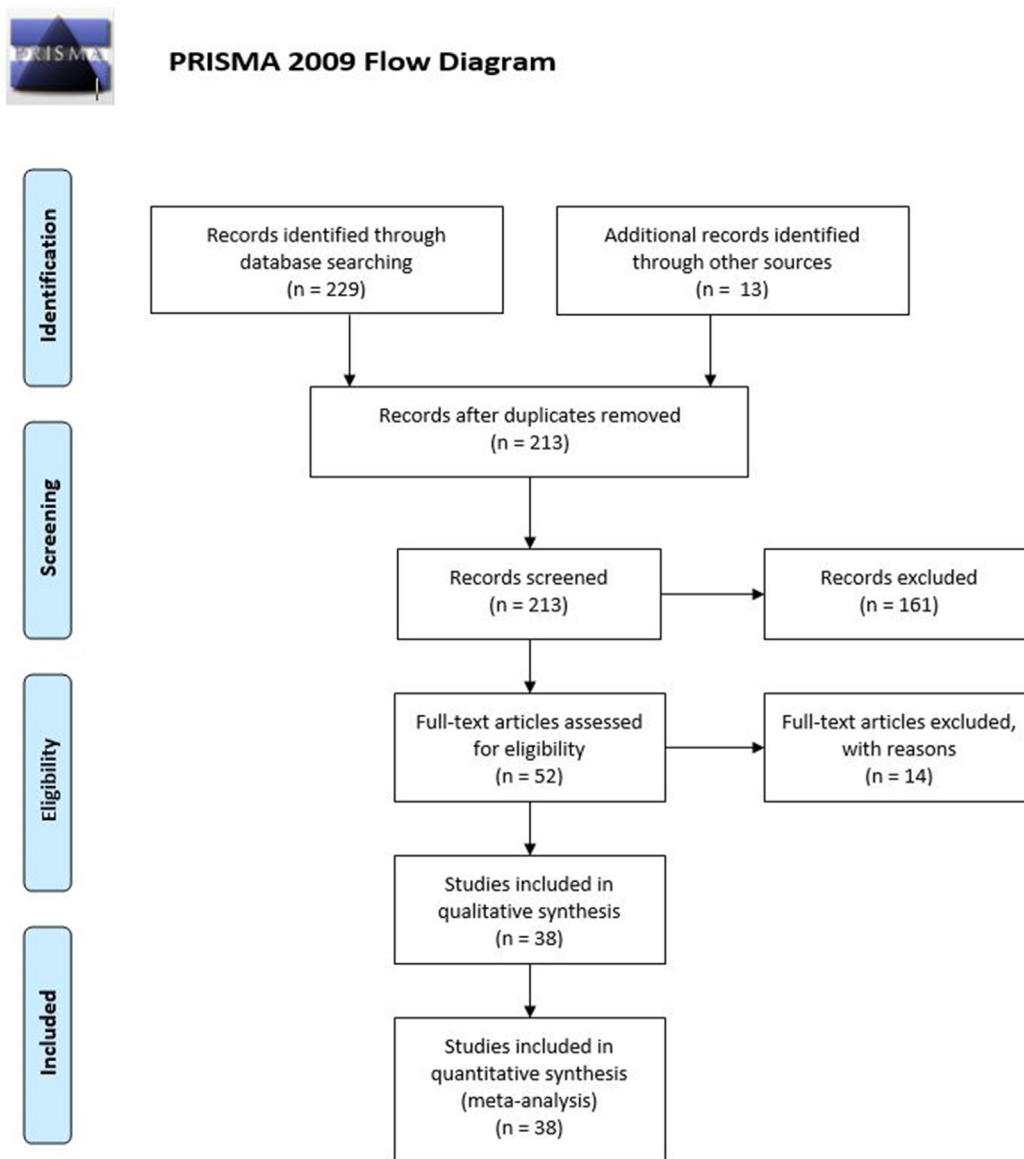 PRISMA
PRISMA 2009 Flow Diagram
Identification
Records identified through
database searching
(n = 229)
Additional records identified
through other sources
(n = 13)
Records after duplicates removed
(n = 213)
Screening
Records screened
(n = 213)
Records excluded
(n = 161)
Eligibility
Full-text articles assessed
for eligibility
(n = 52)
Full-text articles excluded,
with reasons
(n = 14)
Studies included in
qualitative synthesis
(n = 38)
Included
Studies included in
quantitative synthesis
(meta-analysis)
(n = 38)